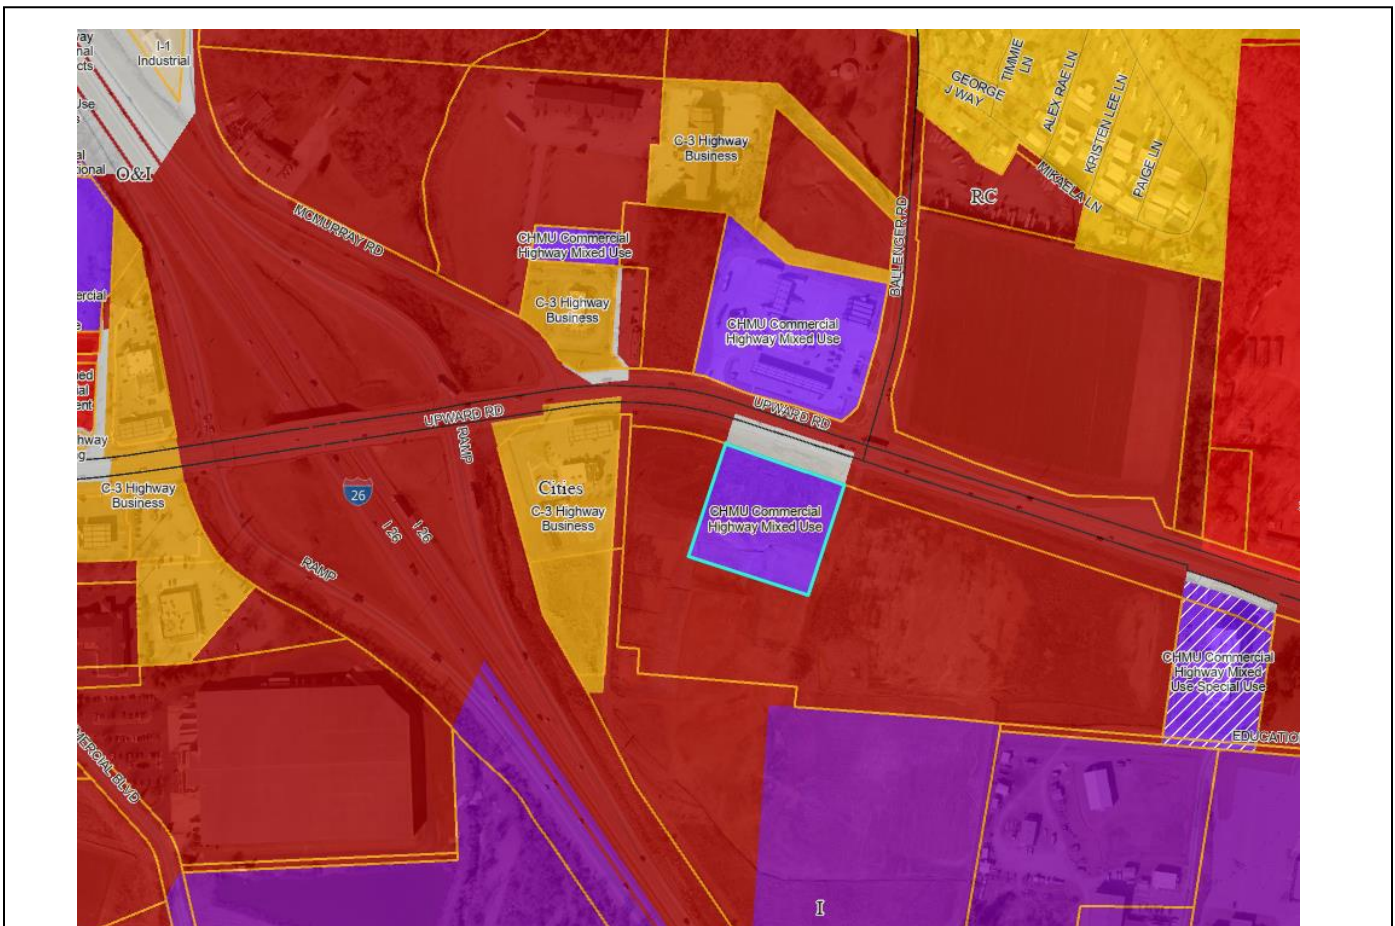 I-1
Industrial
GEORGE
J WAY
TIMMIE
LN
ALEX RAE LN
KRISTEN LEE LN
PAIGE LN
MIKAELA LN
C-3 Highway
Business
O&I
RC
MCMURRAY RD
BALLENGER RD
CHMU Commercial
Highway Mixed Use
C-3 Highway
Business
CHMU Commercial
Highway Mixed Use
UPWARD RD
UPWARD RD
RAMP
C-3 Highway
Business
26
I 26
I 26
Cities
C-3 Highway
Business
CHMU Commercial
Highway Mixed Use
RAMP
CHMU Commercial
Highway Mixed
Use Special Use
EDUCATIO
MERCIAL BLVD
I